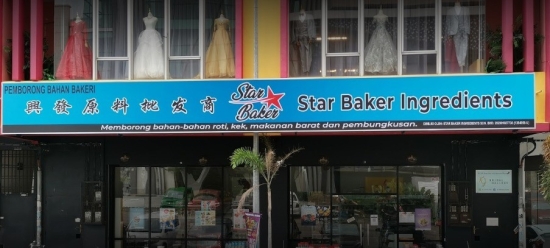 PEMBORONG BAHAN BAKERI
興發原料批发商
Star
Baker
Star Baker Ingredients
Memborong bahan-bahan roti, kek, makanan barat dan pembungkusan.